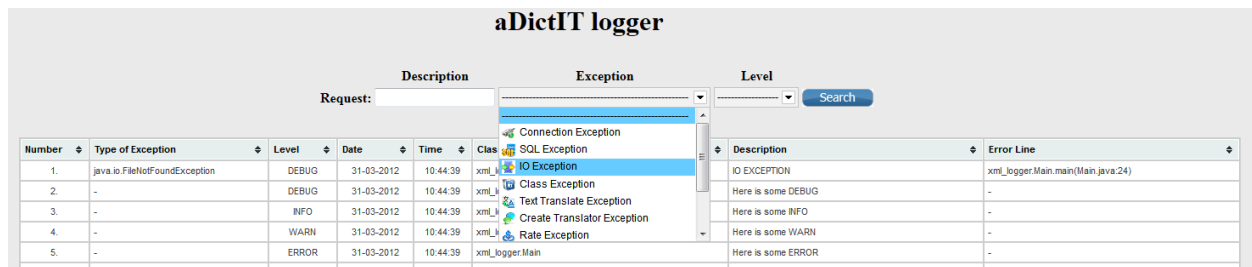 aDictIT logger
Description Exception Level
Request: Search
Connection Exception
SQL Exception
IO Exception
Class Exception
Text Translate Exception
Create Translator Exception
Rate Exception
Number Type of Exception Level Date Time Clas Description Error Line
1. java.io.FileNotFoundException DEBUG 31-03-2012 10:44:39 xml_l IO EXCEPTION xml_logger.Main.main(Main.java:24)
2. - DEBUG 31-03-2012 10:44:39 xml_l Here is some DEBUG -
3. - INFO 31-03-2012 10:44:39 xml_l Here is some INFO -
4. - WARN 31-03-2012 10:44:39 xml_l Here is some WARN -
5. - ERROR 31-03-2012 10:44:39 xml_logger.Main Here is some ERROR -